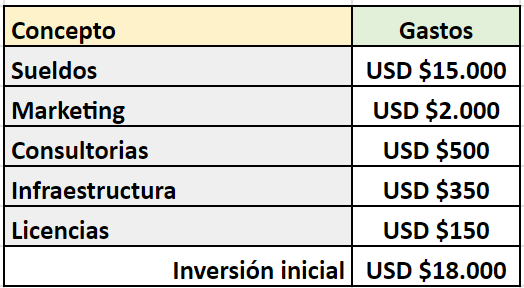 Concepto Gastos
Sueldos USD $15.000
Marketing USD $2.000
Consultorias USD $500
Infraestructura USD $350
Licencias USD $150
Inversión inicial USD $18.000